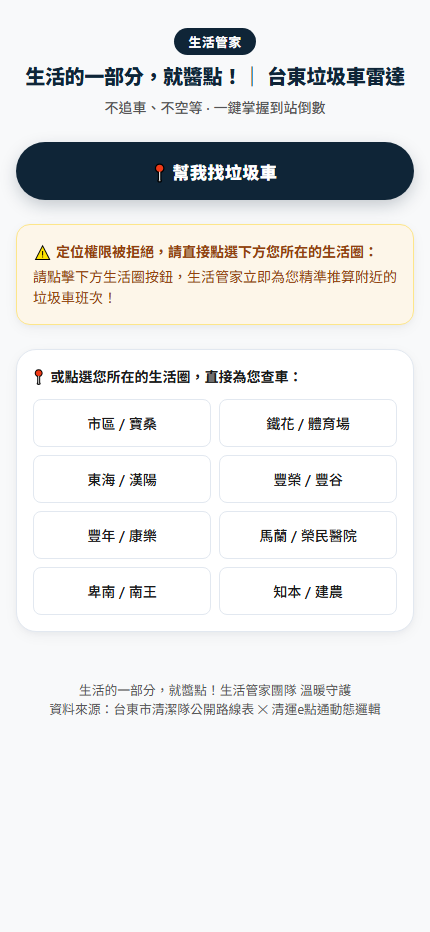 生活管家
生活的一部分，就醬點！｜ 台東垃圾車雷達
不追車、不空等 · 一鍵掌握到站倒數
📍 幫我找垃圾車
⚠️ 定位權限被拒絕，請直接點選下方您所在的生活圈：
請點擊下方生活圈按鈕，生活管家立即為您精準推算附近的
垃圾車班次！
📍 或點選您所在的生活圈，直接為您查車：
市區 / 寶桑
鐵花 / 體育場
東海 / 漢陽
豐榮 / 豐谷
豐年 / 康樂
馬蘭 / 榮民醫院
卑南 / 南王
知本 / 建農
生活的一部分，就醬點！生活管家團隊 溫暖守護
資料來源：台東市清潔隊公開路線表 ╳ 清運e點通動態邏輯